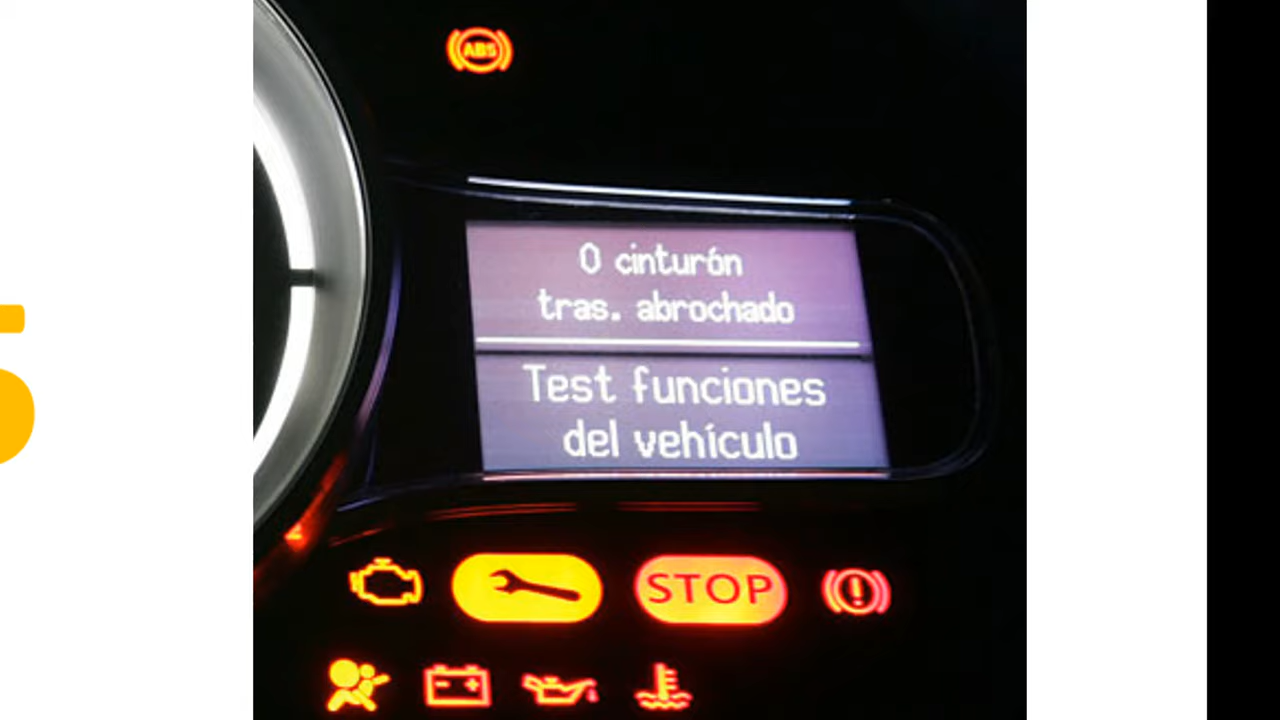 ABS
0 cinturón
tras. abrochado
Test funciones
del vehículo
STOP